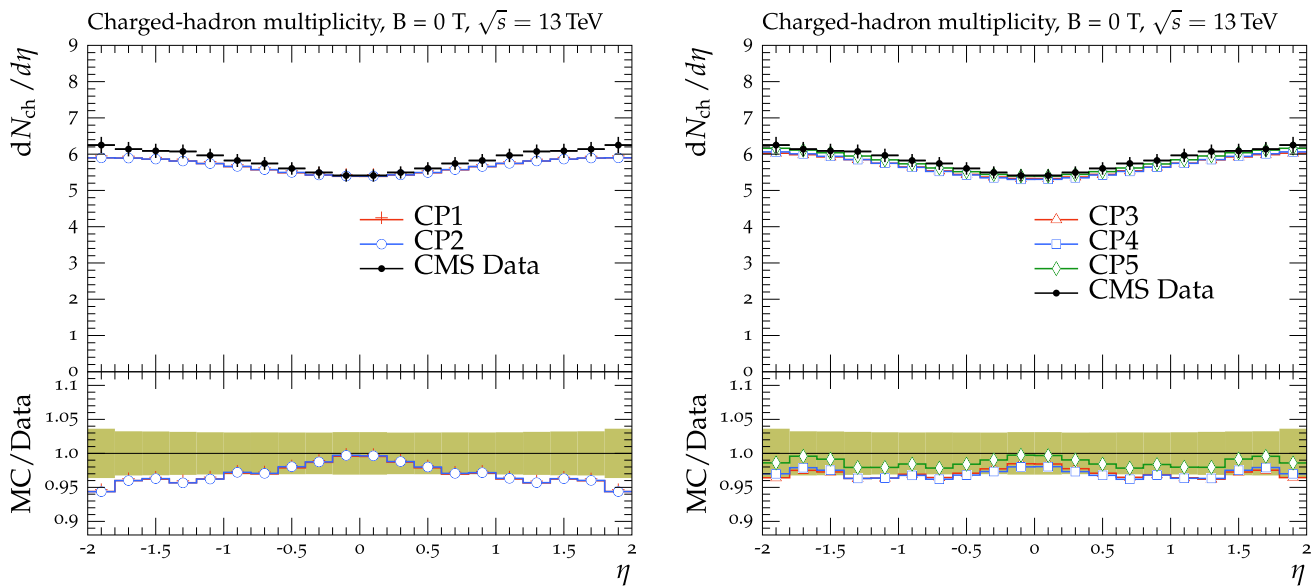 Charged-hadron multiplicity, B = 0 T, √s = 13 TeV
dN_ch / dη
9
8
7
6
5
4
3
2
1
0
CP1
CP2
CMS Data
MC/Data
1.1
1.05
1.0
0.95
0.9
-2 -1.5 -1 -0.5 0 0.5 1 1.5 2
η
Charged-hadron multiplicity, B = 0 T, √s = 13 TeV
dN_ch / dη
9
8
7
6
5
4
3
2
1
0
CP3
CP4
CP5
CMS Data
MC/Data
1.1
1.05
1.0
0.95
0.9
-2 -1.5 -1 -0.5 0 0.5 1 1.5 2
η